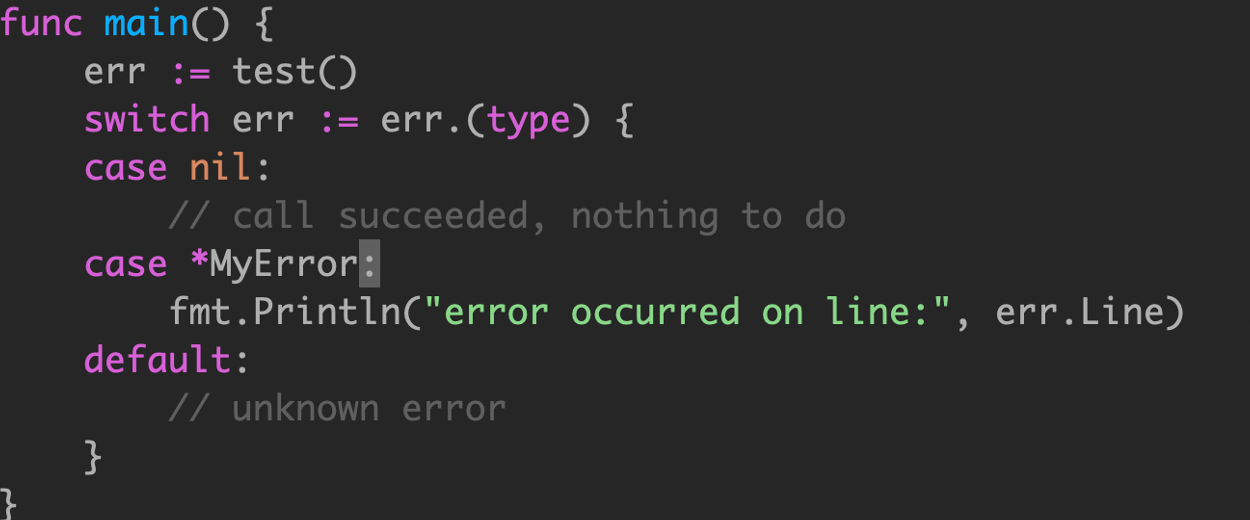 func main() {
    err := test()
    switch err := err.(type) {
    case nil:
        // call succeeded, nothing to do
    case *MyError:
        fmt.Println("error occurred on line:", err.Line)
    default:
        // unknown error
    }
}